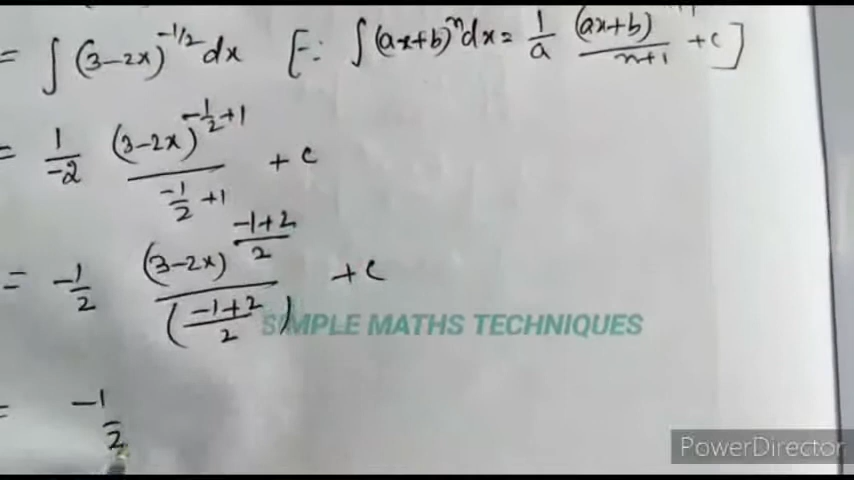 = ∫ (3-2x)^{-1/2} dx [∵ ∫ (ax+b)^n dx = 1/a (ax+b)^{n+1}/(n+1) + c]
= 1/-2 (3-2x)^{-1/2+1}/(-1/2+1) + c
= -1/2 (3-2x)^{(-1+2)/2}/((-1+2)/2) + c
SIMPLE MATHS TECHNIQUES
= -1/2
PowerDirector